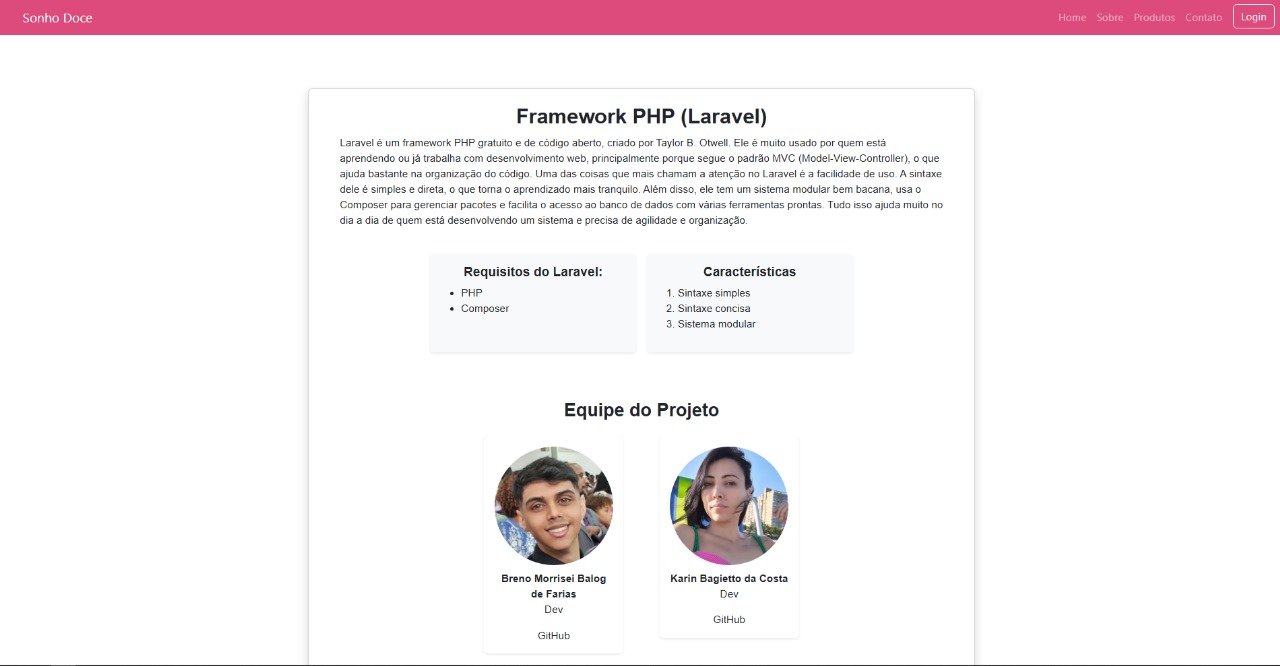 Sonho Doce
Home Sobre Produtos Contato Login
Framework PHP (Laravel)
Laravel é um framework PHP gratuito e de código aberto, criado por Taylor B. Otwell. Ele é muito usado por quem está
aprendendo ou já trabalha com desenvolvimento web, principalmente porque segue o padrão MVC (Model-View-Controller), o que
ajuda bastante na organização do código. Uma das coisas que mais chamam a atenção no Laravel é a facilidade de uso. A sintaxe
dele é simples e direta, o que torna o aprendizado mais tranquilo. Além disso, ele tem um sistema modular bem bacana, usa o
Composer para gerenciar pacotes e facilita o acesso ao banco de dados com várias ferramentas prontas. Tudo isso ajuda muito no
dia a dia de quem está desenvolvendo um sistema e precisa de agilidade e organização.
Requisitos do Laravel:
• PHP
• Composer
Características
1. Sintaxe simples
2. Sintaxe concisa
3. Sistema modular
Equipe do Projeto
Breno Morrisei Balog
de Farias
Dev
GitHub
Karin Bagietto da Costa
Dev
GitHub